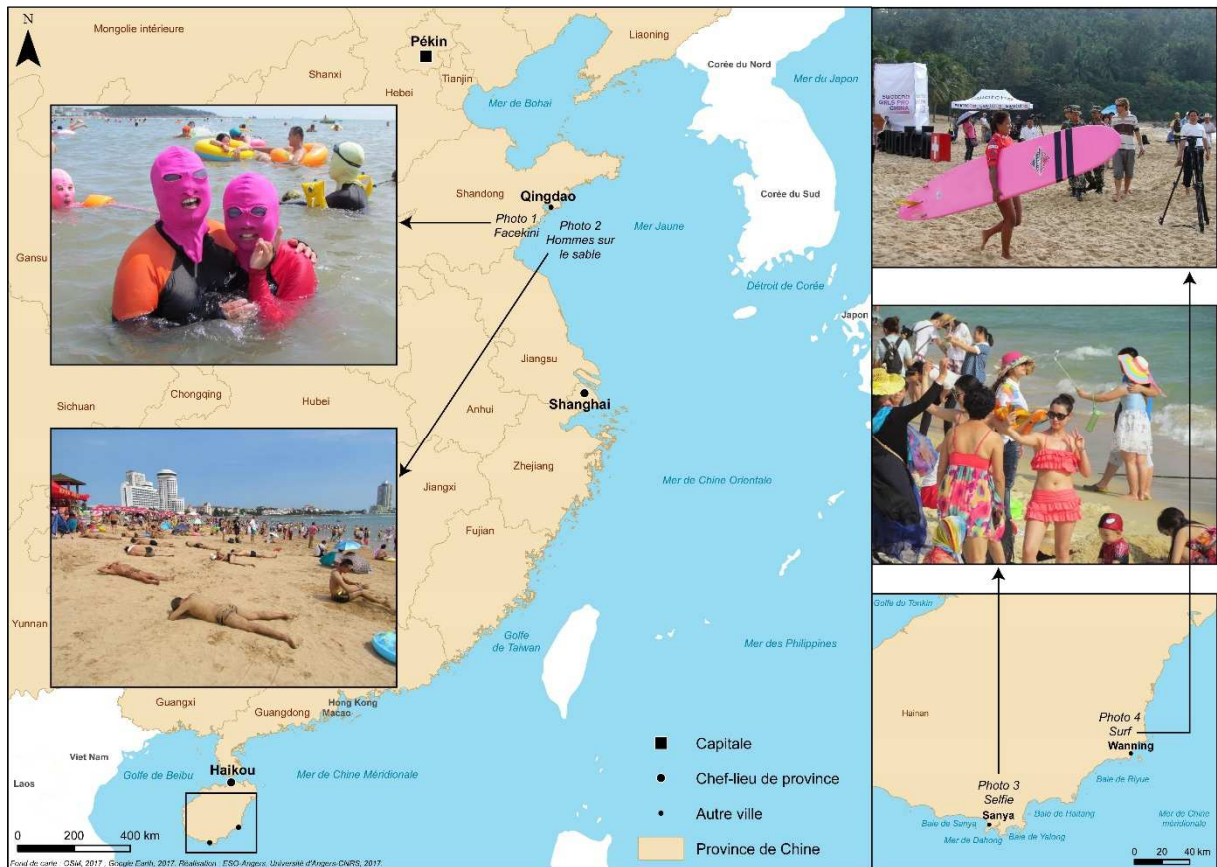 N
Mongolie intérieure
Pékin
Liaoning
Shanxi
Tianjin
Hebei
Mer de Bohai
Corée du Nord
Mer du Japon
Shandong
Qingdao
Corée du Sud
Photo 1
Facekini
Photo 2
Hommes sur
le sable
Mer Jaune
Gansu
Détroit de Corée
Japon
Jiangsu
Chongqing
Sichuan
Hubei
Anhui
Shanghai
Zhejiang
Mer de Chine Orientale
Jiangxi
Fujian
Yunnan
Golfe
de Taiwan
Mer des Philippines
Guangxi
Guangdong
Hong Kong
Macao
Viet Nam
Laos
Golfe de Beibu
Haikou
Mer de Chine Méridionale
Capitale
Chef-lieu de province
Autre ville
Province de Chine
0 200 400 km
Fond de carte : OSM, 2017 ; Google Earth, 2017. Réalisation : ESO-Angers, Université d'Angers-CNRS, 2017.
SWATCH
GIRLS PRO
CHINA
swatch
Golfe du Tonkin
Hainan
Photo 4
Surf
Wanning
Baie de Riyue
Photo 3
Selfie
Sanya
Baie de Haitang
Baie de Sanya
Baie de Yalong
Mer de Dahong
Mer de Chine
méridionale
0 20 40 km